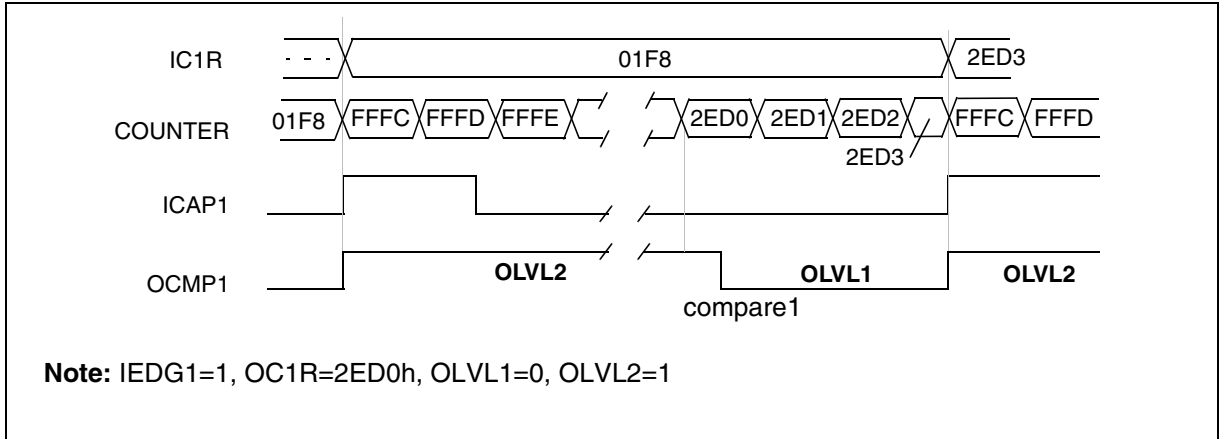 IC1R - - - 01F8 2ED3
COUNTER 01F8 FFFC FFFD FFFE 2ED0 2ED1 2ED2 FFFC FFFD
2ED3
ICAP1
OCMP1 OLVL2 OLVL1 OLVL2
compare1
Note: IEDG1=1, OC1R=2ED0h, OLVL1=0, OLVL2=1